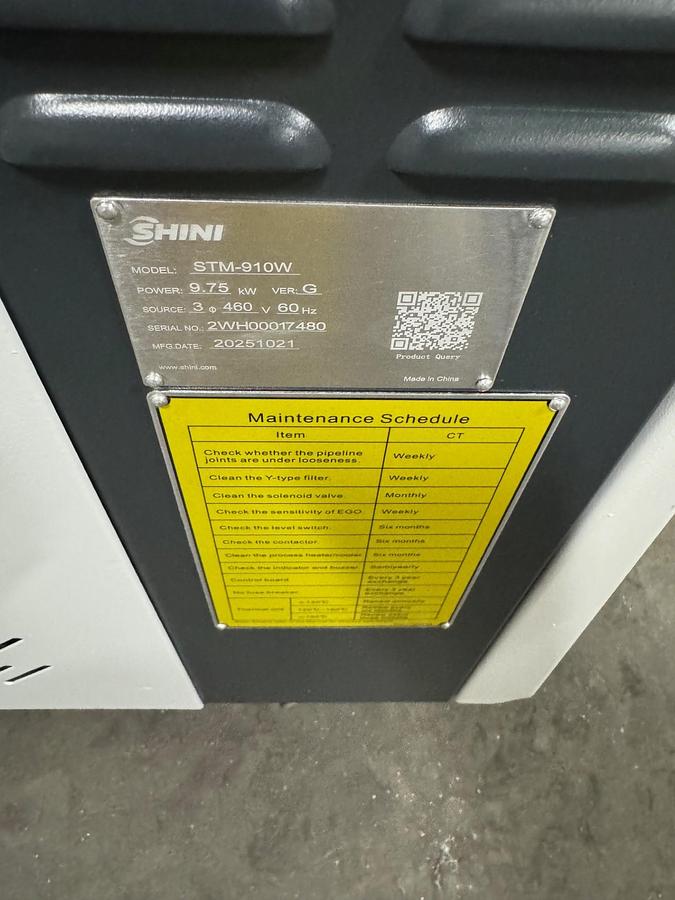 SHINI
MODEL: STM-910W
POWER: 9.75 kW VER: G
SOURCE: 3 Φ 460 V 60 Hz
SERIAL NO.: 2WH00017480
MFG.DATE: 20251021
www.shini.com
Product Query
Made in China
Maintenance Schedule
Item CT
Check whether the pipeline
joints are under looseness. Weekly
Clean the Y-type filter. Weekly
Clean the solenoid valve. Monthly
Check the sensitivity of EGO. Weekly
Check the level switch. Six months
Check the contactor. Six months
Clean the process heater/cooler. Six months
Check the indicator and buzzer.
Control board Every 3 year
exchange
No fuse breaker Every 3 year
exchange
Thermal